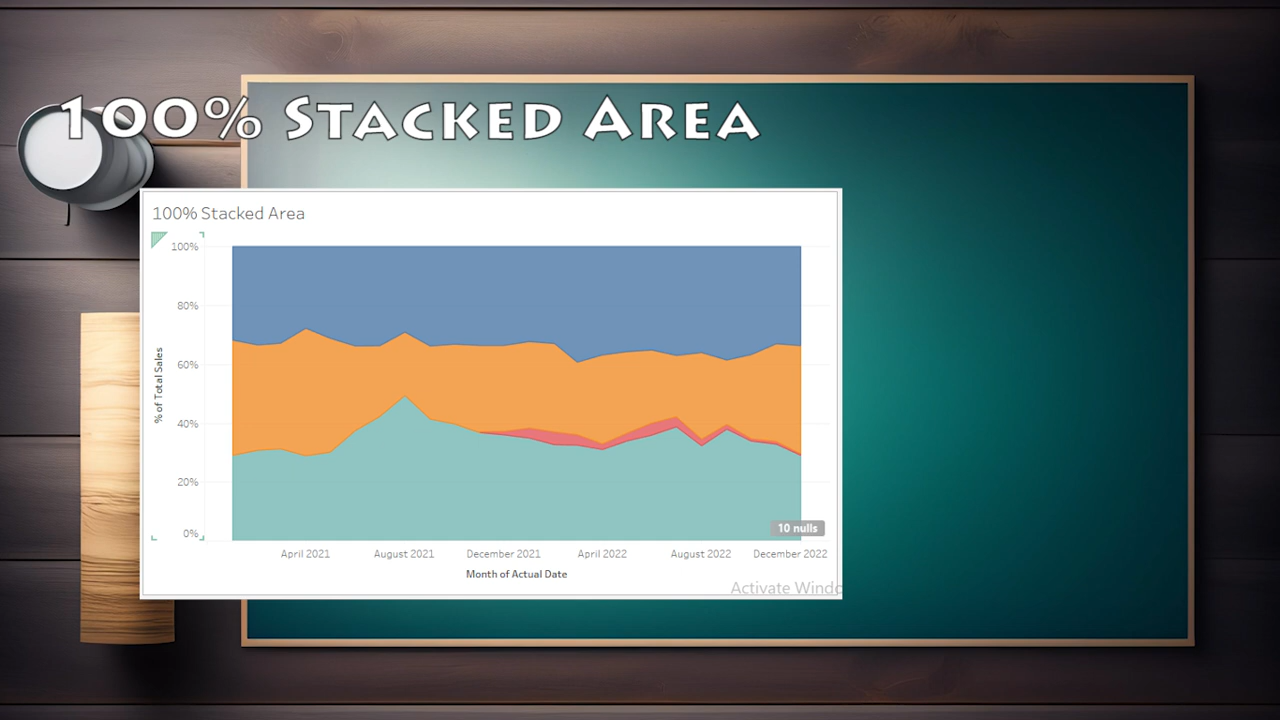 100% STACKED AREA
100% Stacked Area
100%
80%
60%
40%
20%
0%
% of Total Sales
10 nulls
April 2021 August 2021 December 2021 April 2022 August 2022 December 2022
Month of Actual Date
Activate Windo